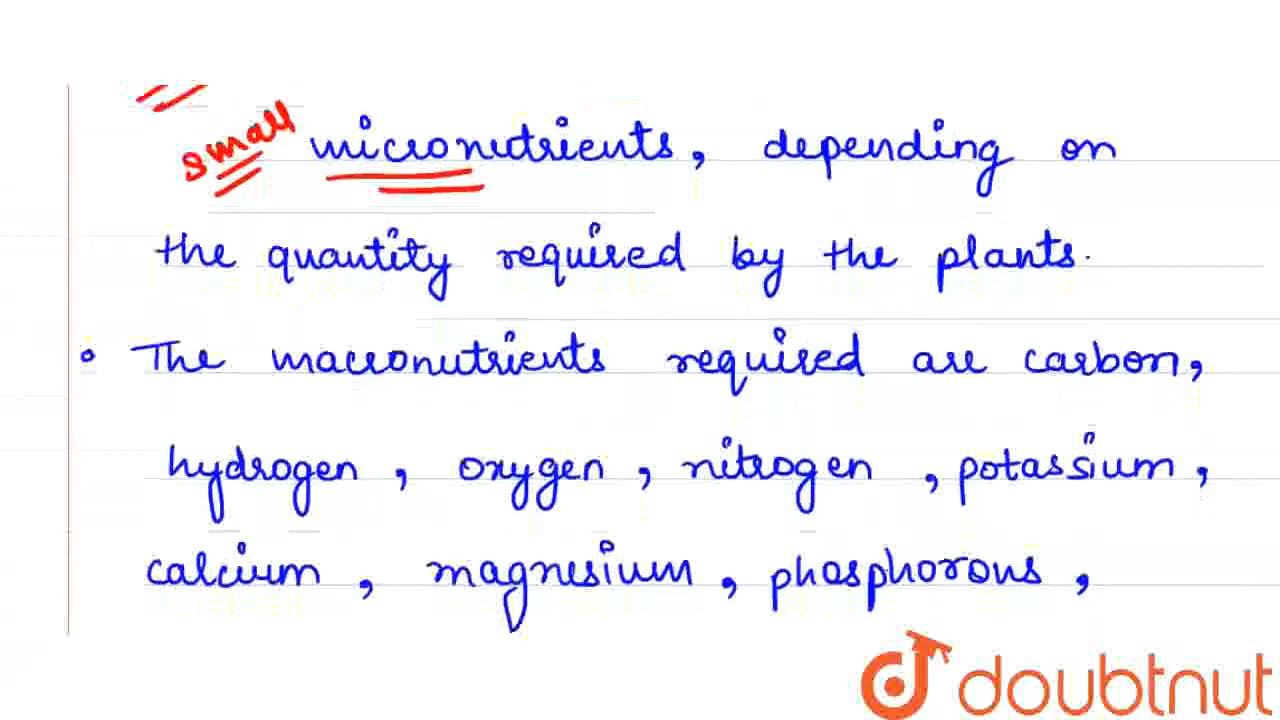 small micronutrients, depending on
the quantity required by the plants.
• The macronutrients required are carbon,
hydrogen, oxygen, nitrogen, potassium,
calcium, magnesium, phosphorous,
doubtnut